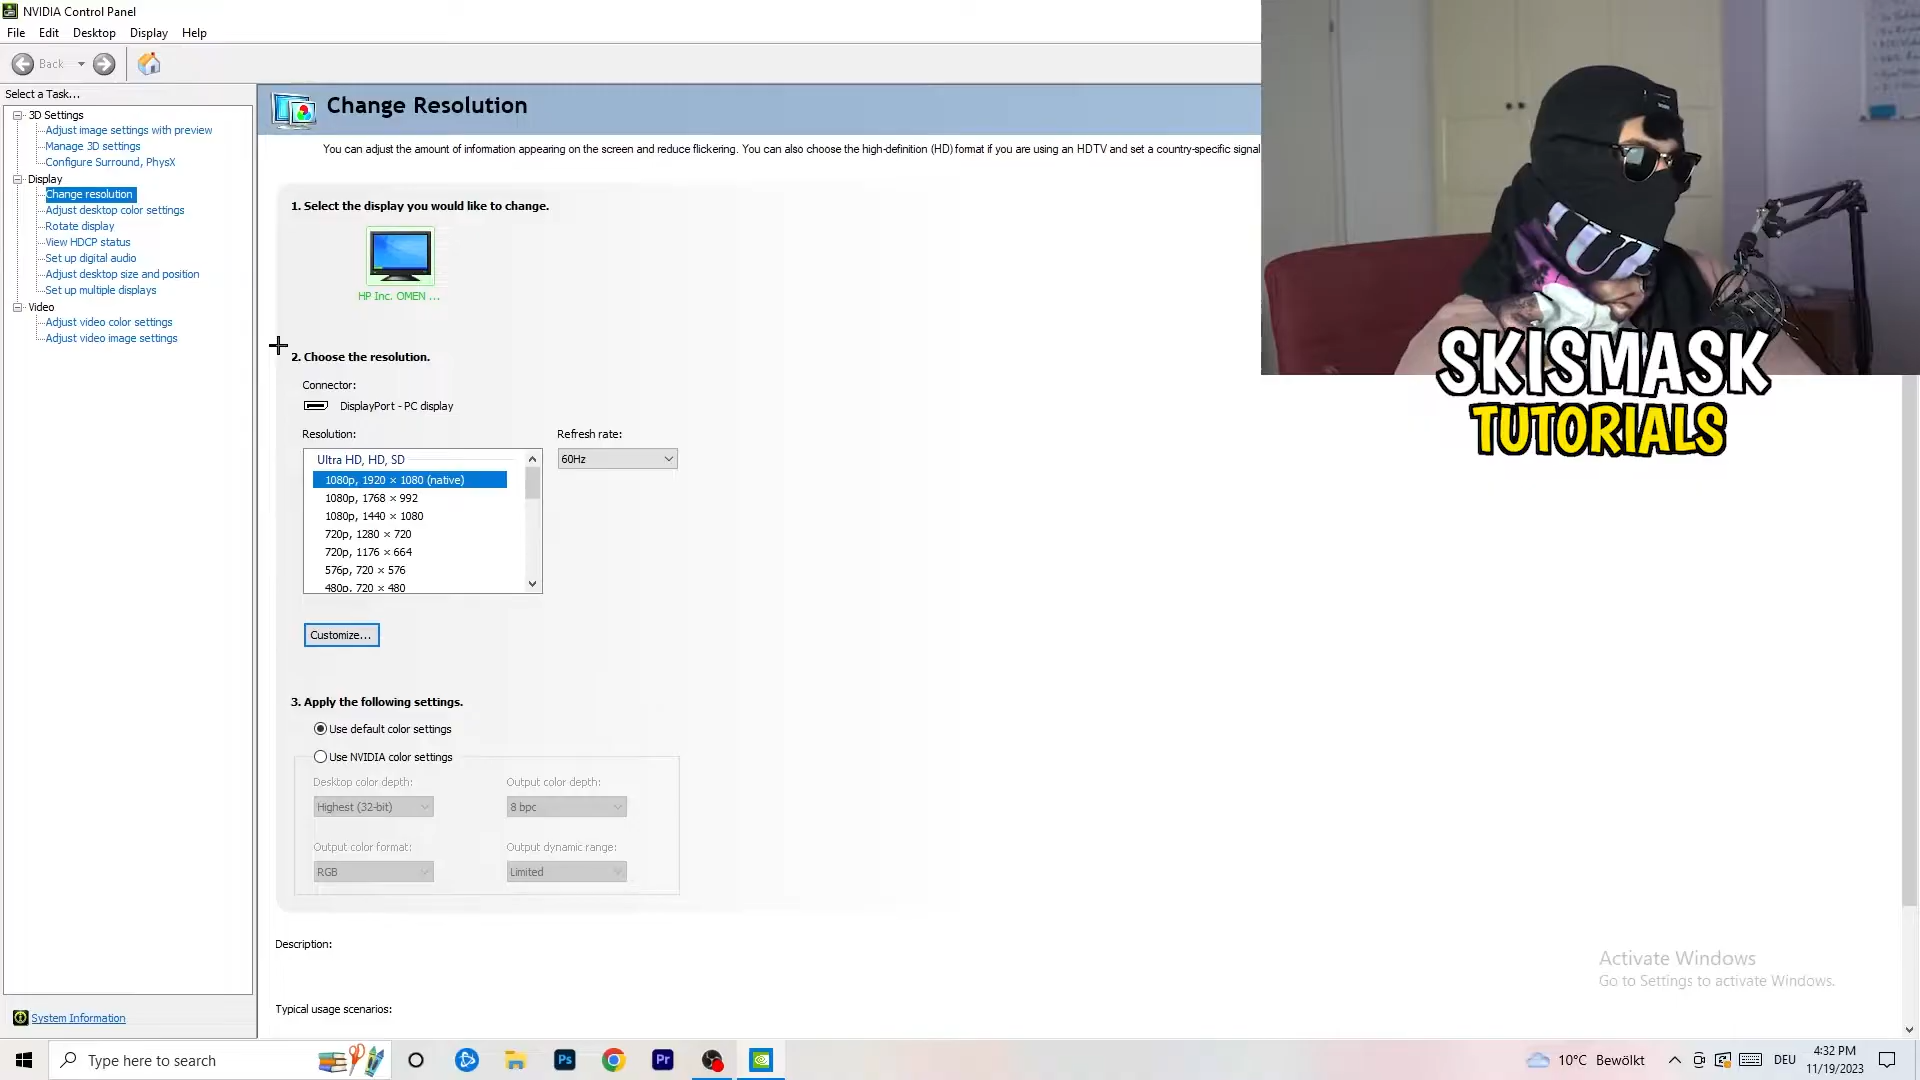 NVIDIA Control Panel
File Edit Desktop Display Help
Back
Select a Task...
3D Settings
Adjust image settings with preview
Manage 3D settings
Configure Surround, PhysX
Display
Change resolution
Adjust desktop color settings
Rotate display
View HDCP status
Set up digital audio
Adjust desktop size and position
Set up multiple displays
Video
Adjust video color settings
Adjust video image settings
System Information
Change Resolution
You can adjust the amount of information appearing on the screen and reduce flickering. You can also choose the high-definition (HD) format if you are using an HDTV and set a country-specific signal
1. Select the display you would like to change.
HP Inc. OMEN ...
2. Choose the resolution.
Connector:
DisplayPort - PC display
Resolution:
Refresh rate:
Ultra HD, HD, SD
60Hz
1080p, 1920 × 1080 (native)
1080p, 1768 × 992
1080p, 1440 × 1080
720p, 1280 × 720
720p, 1176 × 664
576p, 720 × 576
480p, 720 × 480
Customize...
3. Apply the following settings.
Use default color settings
Use NVIDIA color settings
Desktop color depth:
Output color depth:
Highest (32-bit)
8 bpc
Output color format:
Output dynamic range:
RGB
Limited
Description:
Typical usage scenarios:
SKISMASK
TUTORIALS
Activate Windows
Go to Settings to activate Windows.
Type here to search
Ps
Pr
10°C Bewölkt
DEU
4:32 PM
11/19/2023